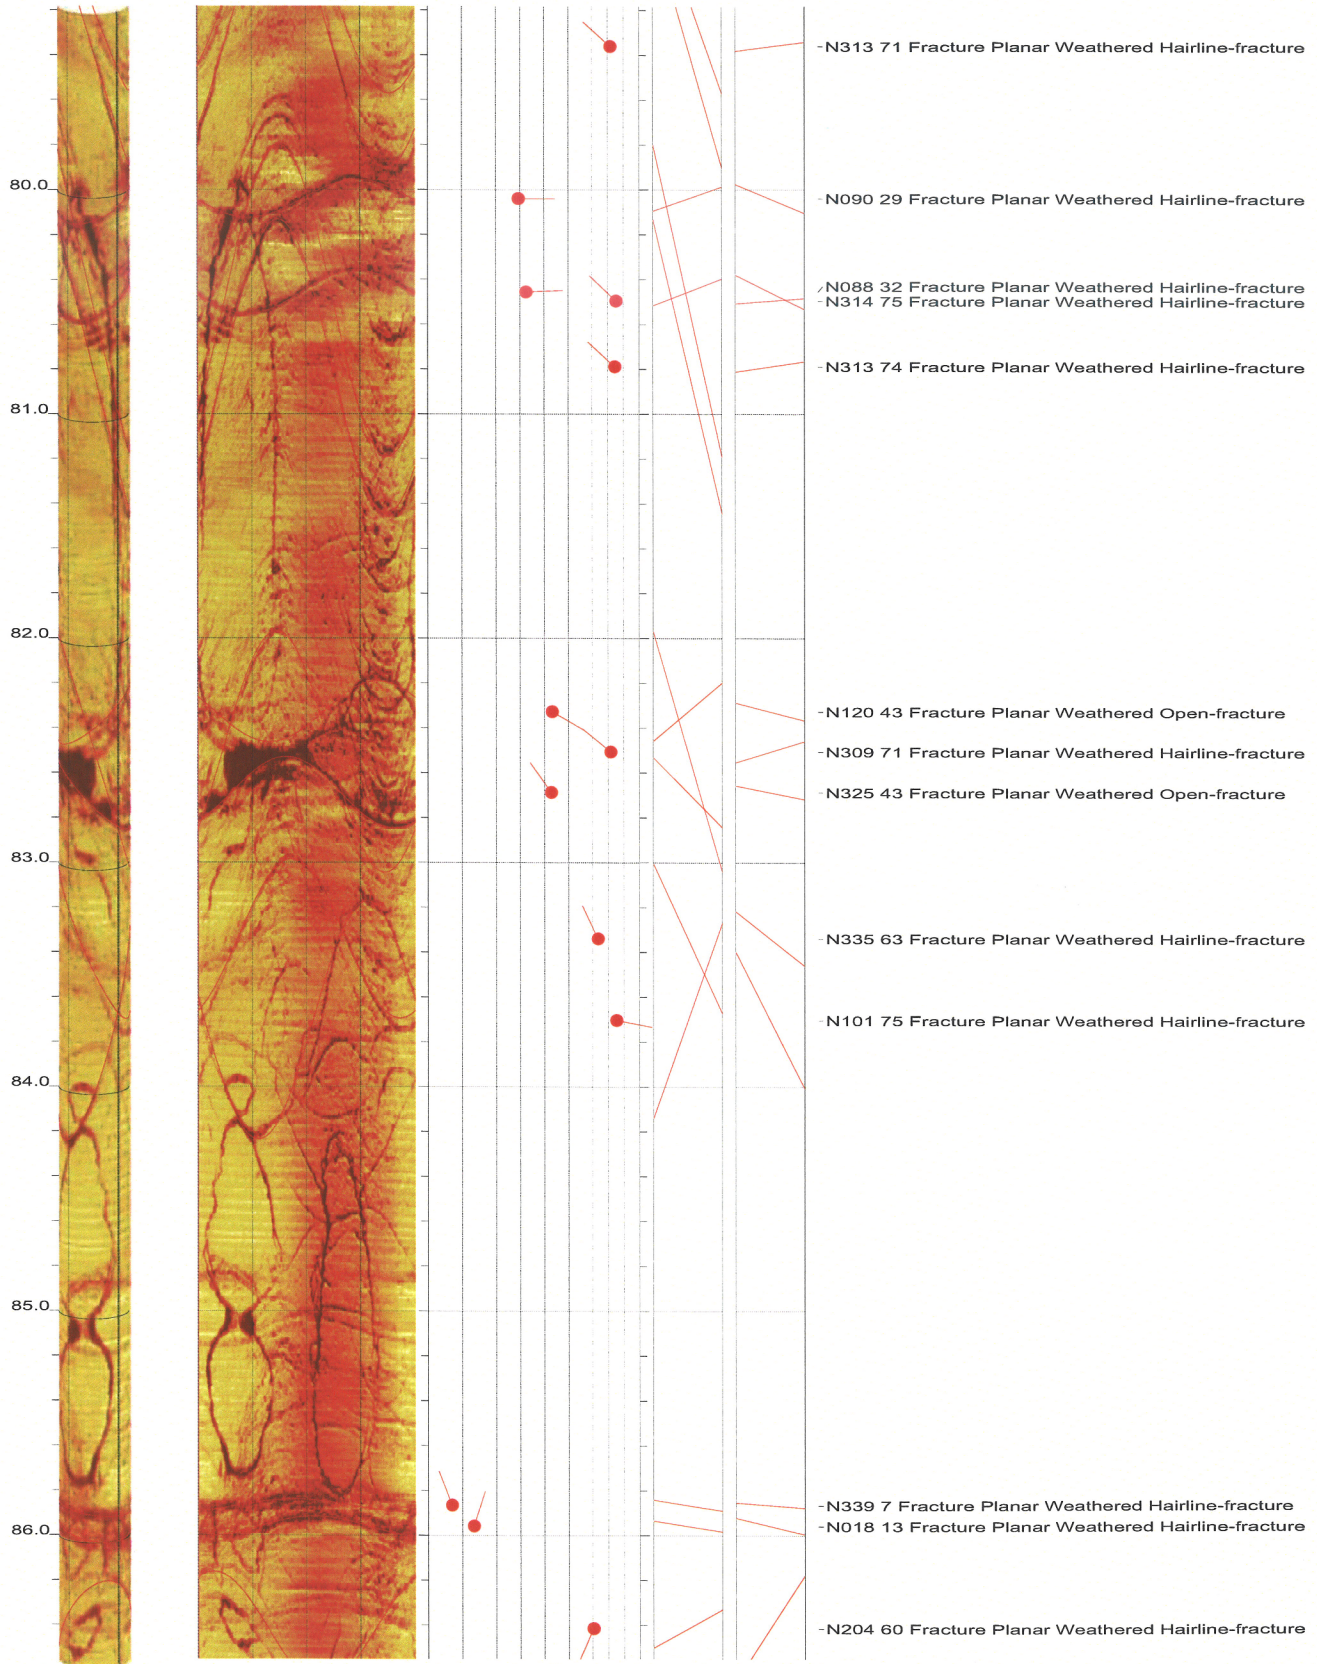 -N313 71 Fracture Planar Weathered Hairline-fracture
80.0
-N090 29 Fracture Planar Weathered Hairline-fracture
N088 32 Fracture Planar Weathered Hairline-fracture
-N314 75 Fracture Planar Weathered Hairline-fracture
-N313 74 Fracture Planar Weathered Hairline-fracture
81.0
82.0
-N120 43 Fracture Planar Weathered Open-fracture
-N309 71 Fracture Planar Weathered Hairline-fracture
-N325 43 Fracture Planar Weathered Open-fracture
83.0
-N335 63 Fracture Planar Weathered Hairline-fracture
-N101 75 Fracture Planar Weathered Hairline-fracture
84.0
85.0
-N339 7 Fracture Planar Weathered Hairline-fracture
-N018 13 Fracture Planar Weathered Hairline-fracture
86.0
-N204 60 Fracture Planar Weathered Hairline-fracture